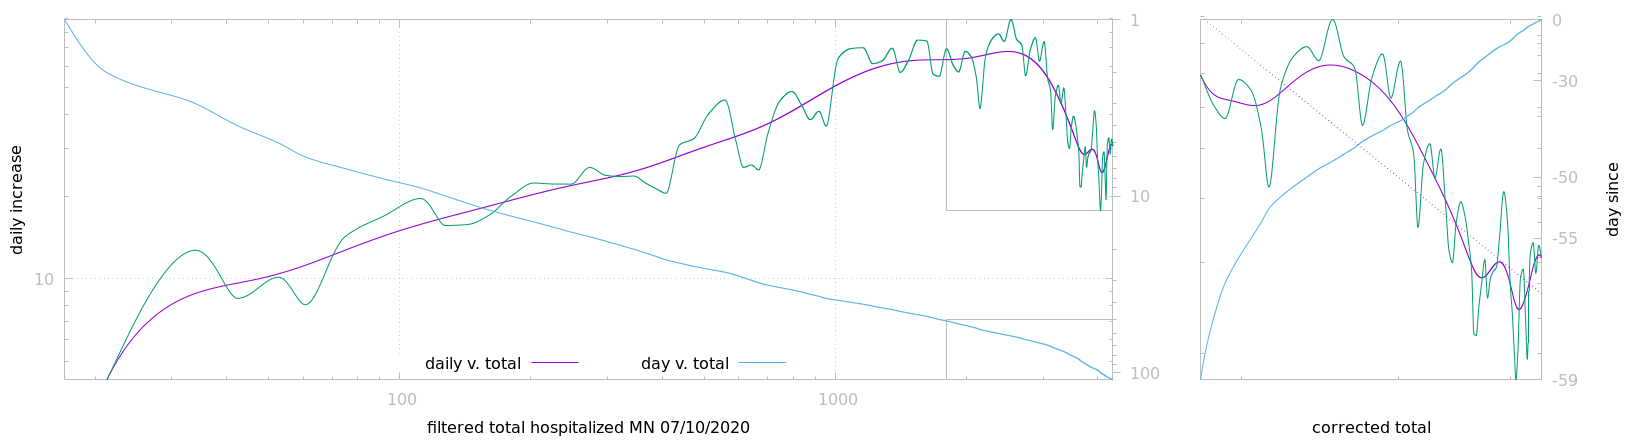 1
0
-30
10
-50
-55
daily increase
day since
10
daily v. total
day v. total
100
-59
100
1000
filtered total hospitalized MN 07/10/2020
corrected total